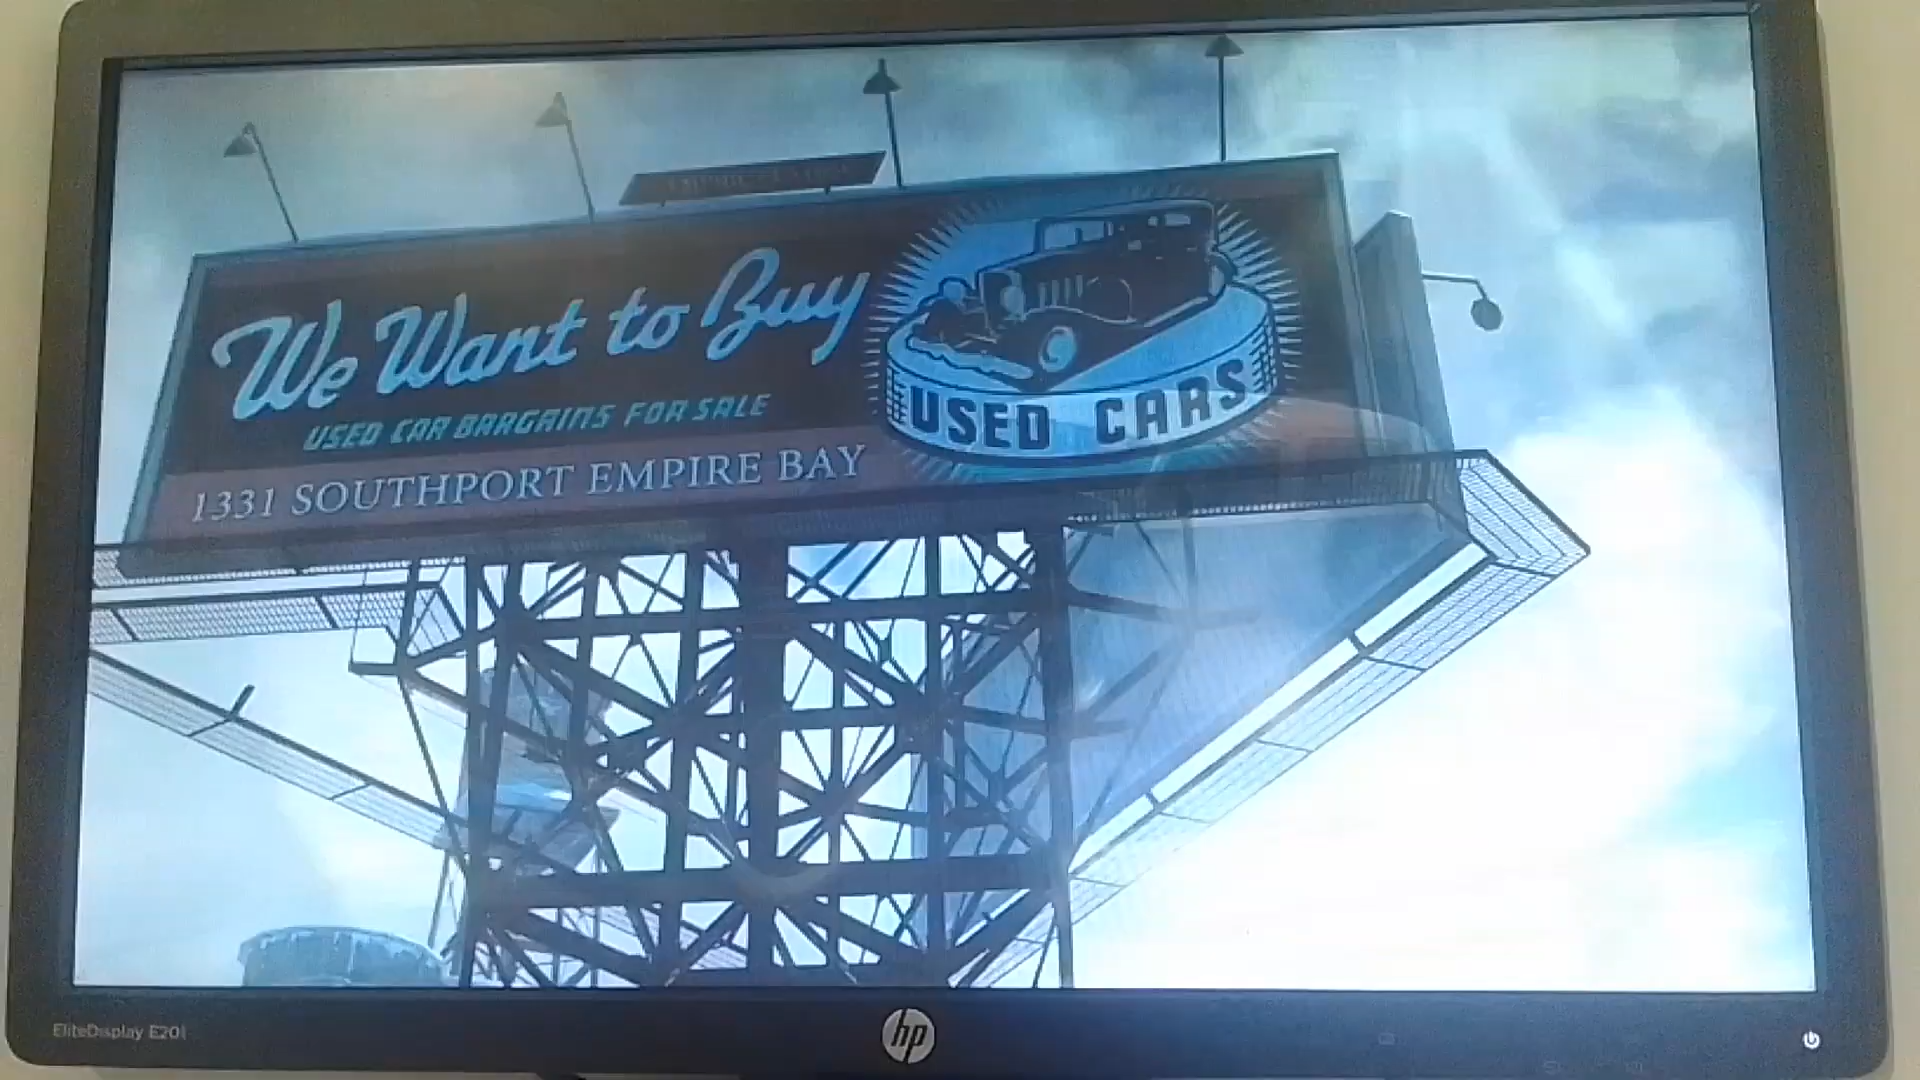 We Want to Buy
USED CAR BARGAINS FOR SALE
1331 SOUTHPORT EMPIRE BAY
USED CARS
EliteDisplay E201
hp